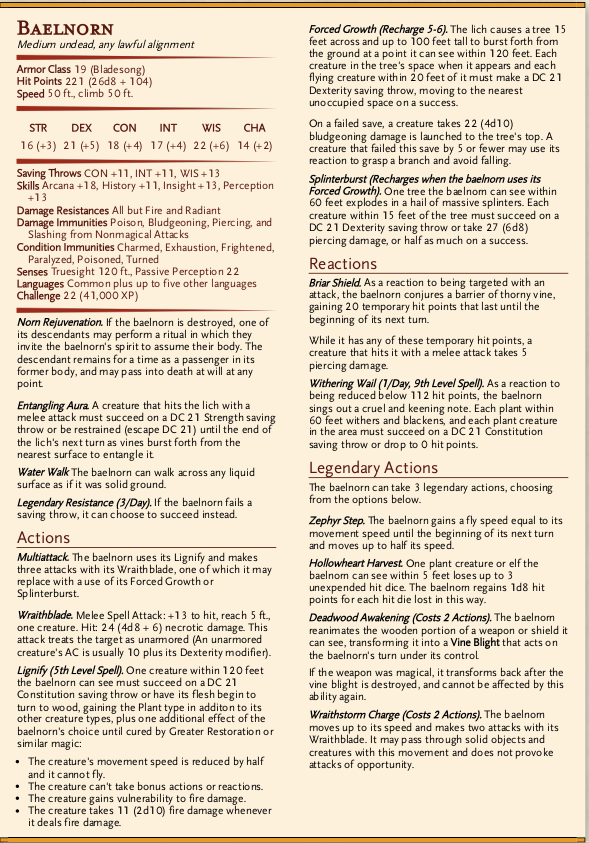 Baelnorn
Medium undead, any lawful alignment
Armor Class 19 (Bladesong)
Hit Points 221 (26d8 + 104)
Speed 50 ft., climb 50 ft.
STR DEX CON INT WIS CHA
16 (+3) 21 (+5) 18 (+4) 17 (+4) 22 (+6) 14 (+2)
Saving Throws CON +11, INT +11, WIS +13
Skills Arcana +18, History +11, Insight +13, Perception
+13
Damage Resistances All but Fire and Radiant
Damage Immunities Poison, Bludgeoning, Piercing, and
Slashing from Nonmagical Attacks
Condition Immunities Charmed, Exhaustion, Frightened,
Paralyzed, Poisoned, Turned
Senses Truesight 120 ft., Passive Perception 22
Languages Common plus up to five other languages
Challenge 22 (41,000 XP)
Norn Rejuvenation. If the baelnorn is destroyed, one of
its descendants may perform a ritual in which they
invite the baelnorn's spirit to assume their body. The
descendant remains for a time as a passenger in its
former body, and may pass into death at will at any
point.
Entangling Aura. A creature that hits the lich with a
melee attack must succeed on a DC 21 Strength saving
throw or be restrained (escape DC 21) until the end of
the lich's next turn as vines burst forth from the
nearest surface to entangle it.
Water Walk The baelnorn can walk across any liquid
surface as if it was solid ground.
Legendary Resistance (3/Day). If the baelnorn fails a
saving throw, it can choose to succeed instead.
Actions
Multiattack. The baelnorn uses its Lignify and makes
three attacks with its Wraithblade, one of which it may
replace with a use of its Forced Growth or
Splinterburst.
Wraithblade. Melee Spell Attack: +13 to hit, reach 5 ft.,
one creature. Hit: 24 (4d8 + 6) necrotic damage. This
attack treats the target as unarmored (An unarmored
creature's AC is usually 10 plus its Dexterity modifier).
Lignify (5th Level Spell). One creature within 120 feet
the baelnorn can see must succeed on a DC 21
Constitution saving throw or have its flesh begin to
turn to wood, gaining the Plant type in additon to its
other creature types, plus one additional effect of the
baelnorn's choice until cured by Greater Restoration or
similar magic:
• The creature's movement speed is reduced by half
and it cannot fly.
• The creature can't take bonus actions or reactions.
• The creature gains vulnerability to fire damage.
• The creature takes 11 (2d10) fire damage whenever
it deals fire damage.
Forced Growth (Recharge 5-6). The lich causes a tree 15
feet across and up to 100 feet tall to burst forth from
the ground at a point it can see within 120 feet. Each
creature in the tree's space when it appears and each
flying creature within 20 feet of it must make a DC 21
Dexterity saving, moving to the nearest
unoccupied space on a success.
On a failed save, a creature takes 22 (4d10)
bludgeoning damage is launched to the tree's top. A
creature that failed this save by 5 or fewer may use its
reaction to grasp a branch and avoid falling.
Splinterburst (Recharges when the baelnorn uses its
Forced Growth). One tree the baelnorn can see within
60 feet explodes in a hail of massive splinters. Each
creature within 15 feet of the tree must succeed on a
DC 21 Dexterity saving throw or take 27 (6d8)
piercing damage, or half as much on a success.
Reactions
Briar Shield. As a reaction to being targeted with an
attack, the baelnorn conjures a barrier of thorny vine,
gaining 20 temporary hit points that last until the
beginning of its next turn.
While it has any of these temporary hit points, a
creature that hits it with a melee attack takes 5
piercing damage.
Withering Wail (1/Day, 9th Level Spell). As a reaction to
being reduced below 112 hit points, the baelnorn
sings out a cruel and keening note. Each plant within
60 feet withers and blackens, and each plant creature
in the area must succeed on a DC 21 Constitution
saving throw or drop to 0 hit points.
Legendary Actions
The baelnorn can take 3 legendary actions, choosing
from the options below.
Zephyr Step. The baelnorn gains a fly speed equal to its
movement speed until the beginning of its next turn
and moves up to half its speed.
Hollowheart Harvest. One plant creature or elf the
baelnorn can see within 5 feet loses up to 3
unexpended hit dice. The baelnorn regains 1d8 hit
points for each hit die lost in this way.
Deadwood Awakening (Costs 2 Actions). The baelnorn
reanimates the wooden portion of a weapon or shield it
can see, transforming it into a Vine Blight that acts on
the baelnorn's turn under its control.
If the weapon was magical, it transforms back after the
vine blight is destroyed, and cannot be affected by this
ability again.
Wraithstorm Charge (Costs 2 Actions). The baelnorn
moves up to its speed and makes two attacks with its
Wraithblade. It may pass through solid objects and
creatures with this movement and does not provoke
attacks of opportunity.